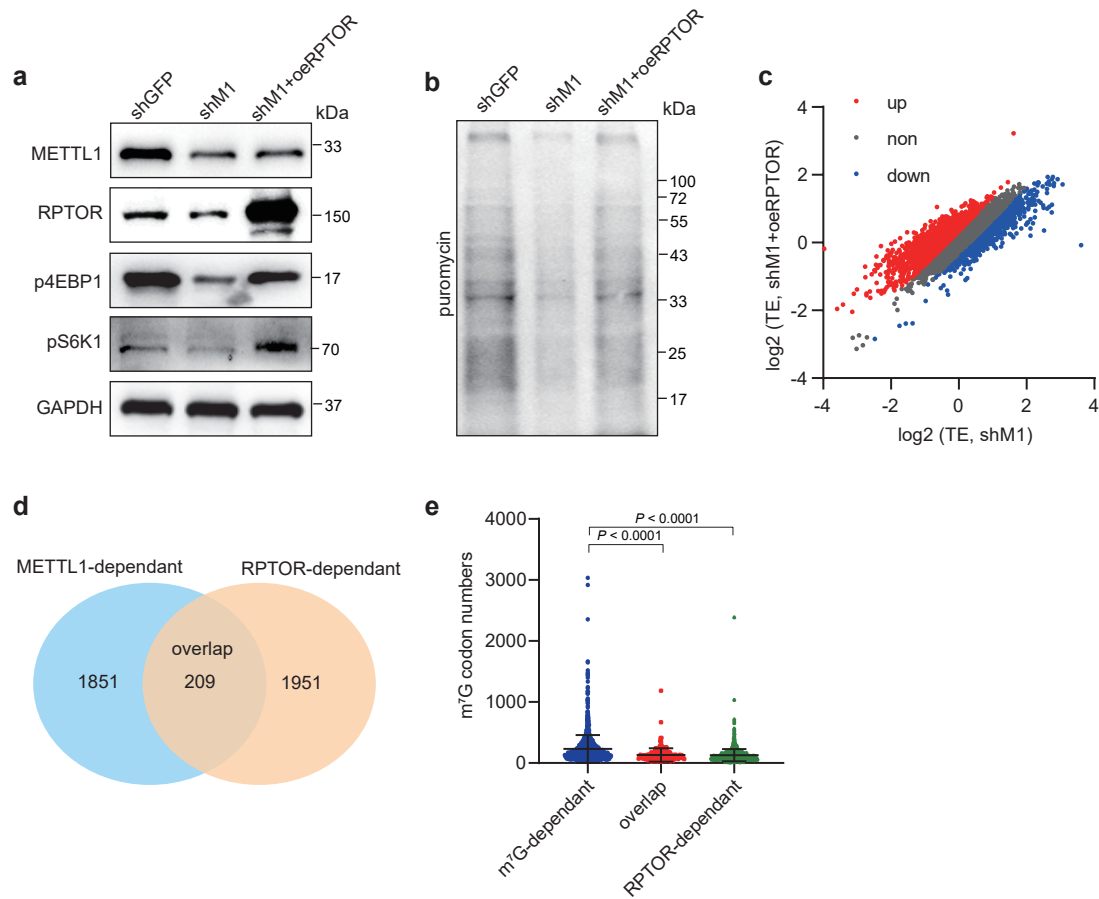 a
shGFP
shM1
shM1+oeRPTOR
kDa
METTL1
33
RPTOR
150
p4EBP1
17
pS6K1
70
GAPDH
37
b
shGFP
shM1
shM1+oeRPTOR
kDa
puromycin
100
72
55
43
33
25
17
c
up
non
down
log2 (TE, shM1+oeRPTOR)
4
2
0
-2
-4
-4
-2
0
2
4
log2 (TE, shM1)
d
METTL1-dependant
RPTOR-dependant
overlap
1851
209
1951
e
m⁷G codon numbers
4000
3000
2000
1000
0
P < 0.0001
P < 0.0001
m⁷G-dependant
overlap
RPTOR-dependant